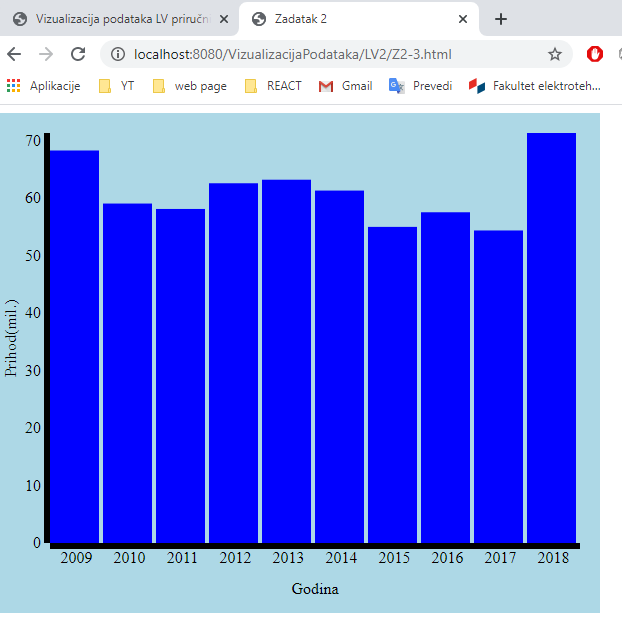 Vizualizacija podataka LV priručni
Zadatak 2
localhost:8080/VizualizacijaPodataka/LV2/Z2-3.html
Aplikacije YT web page REACT Gmail Prevedi Fakultet elektroteh...
70
60
50
40
30
20
10
0
Prihod(mil.)
2009 2010 2011 2012 2013 2014 2015 2016 2017 2018
Godina